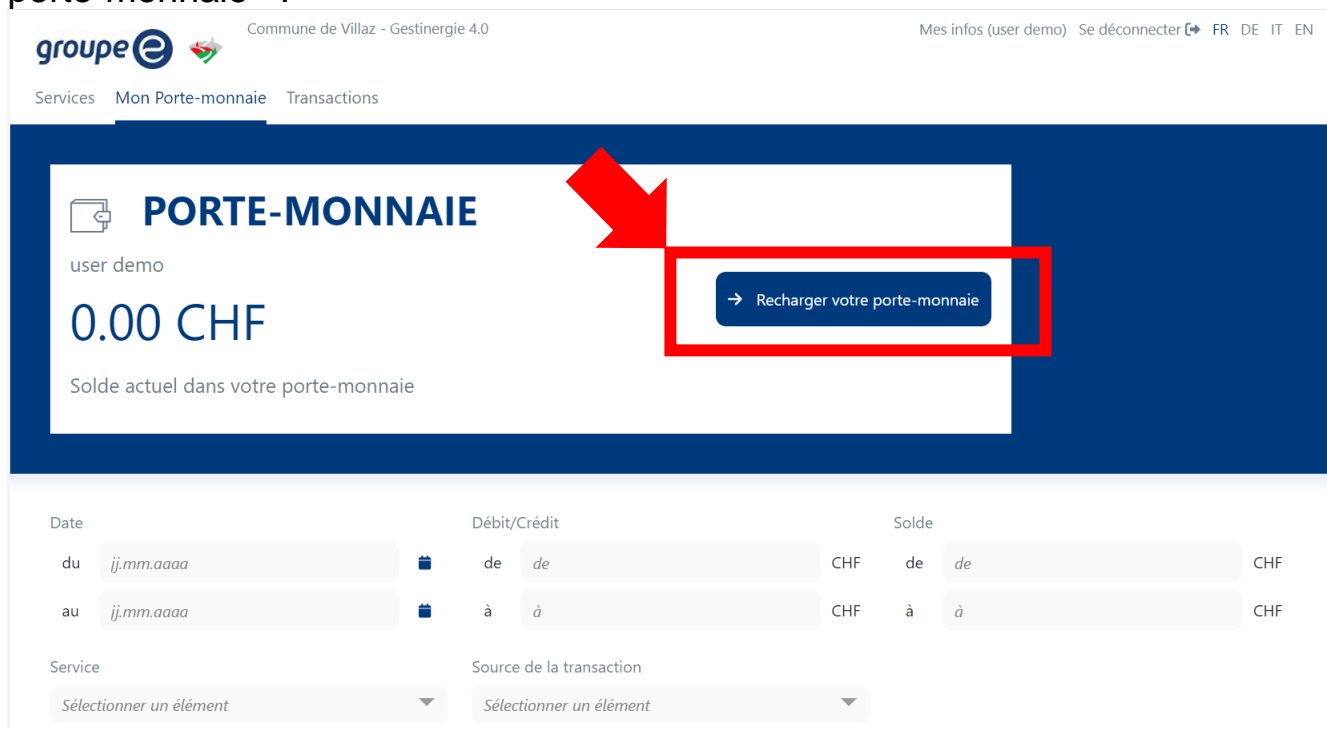 porte-monnaie
groupe e
Commune de Villaz - Gestinergie 4.0
Mes infos (user demo) Se déconnecter FR DE IT EN
Services Mon Porte-monnaie Transactions
PORTE-MONNAIE
user demo
0.00 CHF
→ Recharger votre porte-monnaie
Solde actuel dans votre porte-monnaie
Date Débit/Crédit Solde
du jj.mm.aaaa de de CHF de de CHF
au jj.mm.aaaa à à CHF à à CHF
Service Source de la transaction
Sélectionner un élément Sélectionner un élément